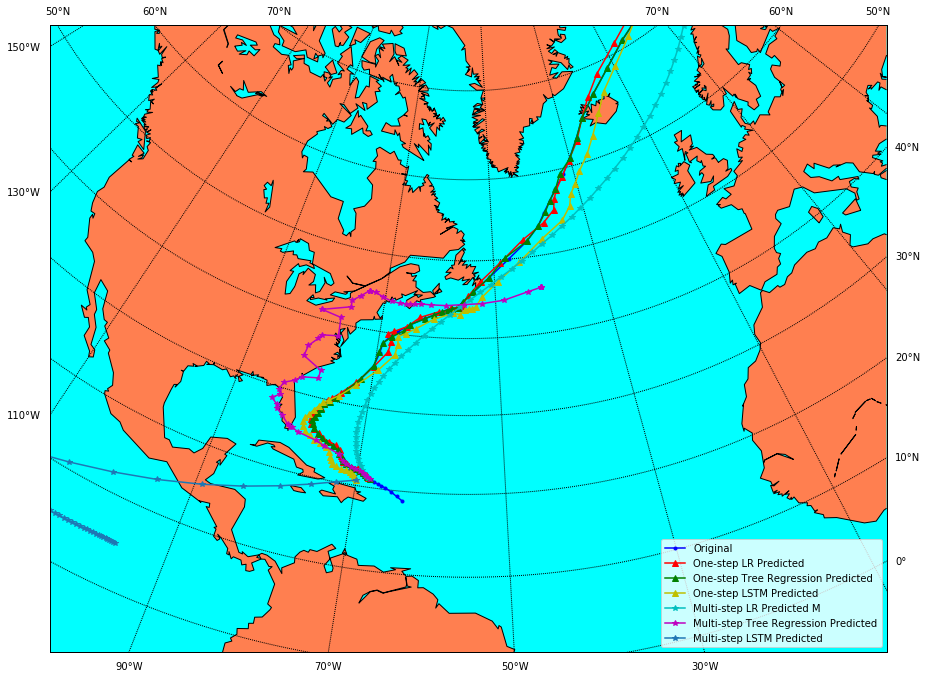 50°N 60°N 70°N 70°N 60°N 50°N
150°W
40°N
130°W
30°N
20°N
110°W
10°N
Original
One-step LR Predicted
0°
One-step Tree Regression Predicted
One-step LSTM Predicted
Multi-step LR Predicted M
Multi-step Tree Regression Predicted
Multi-step LSTM Predicted
90°W 70°W 50°W 30°W